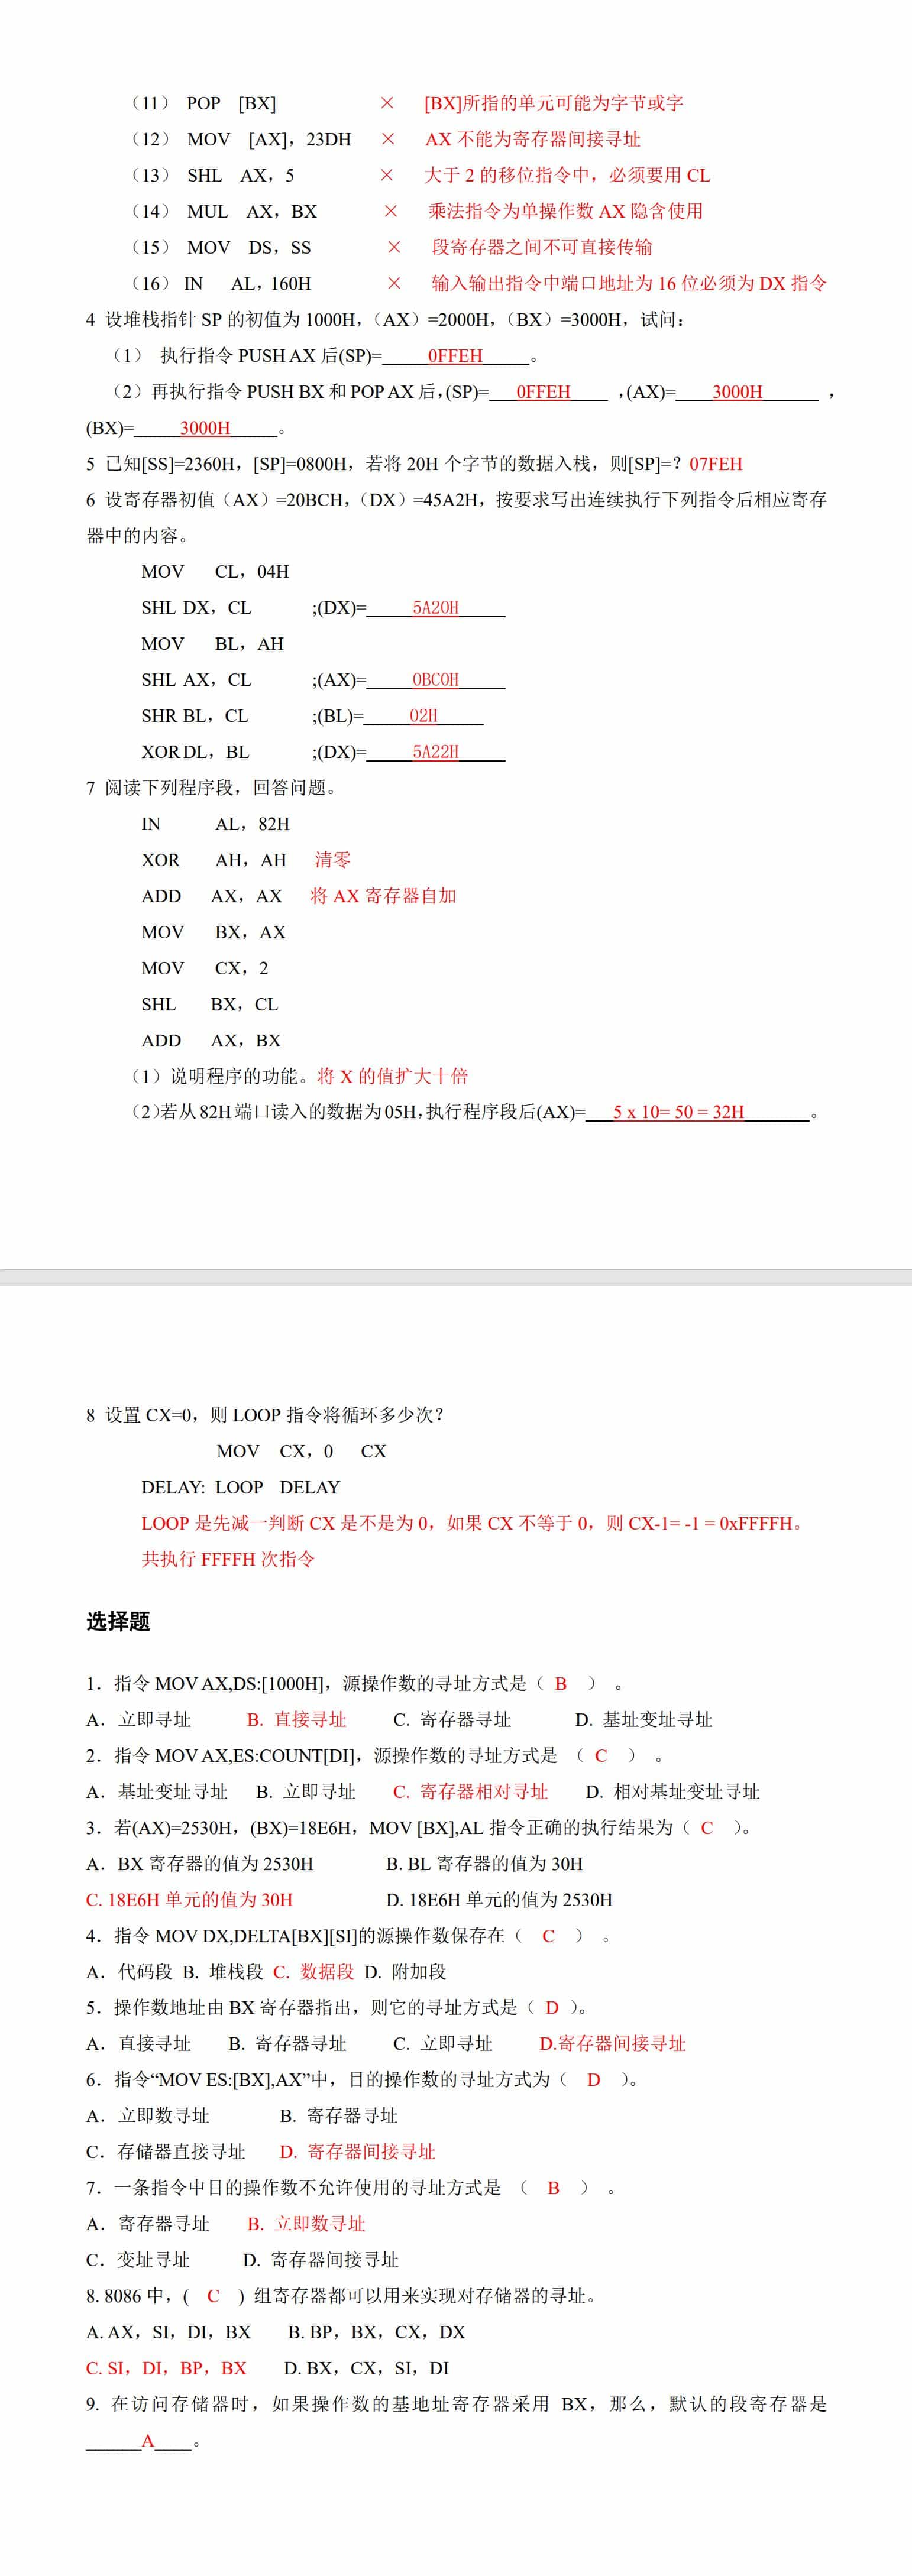 （11） POP [BX] × [BX]所指的单元可能为字节或字
（12） MOV [AX]，23DH × AX 不能为寄存器间接寻址
（13） SHL AX，5 × 大于 2 的移位指令中，必须要用 CL
（14） MUL AX，BX × 乘法指令为单操作数 AX 隐含使用
（15） MOV DS，SS × 段寄存器之间不可直接传输
（16） IN AL，160H × 输入输出指令中端口地址为 16 位必须为 DX 指令
4 设堆栈指针 SP 的初值为 1000H，（AX）=2000H，（BX）=3000H，试问：
（1） 执行指令 PUSH AX 后(SP)=_____0FFEH_____。
（2）再执行指令 PUSH BX 和 POP AX 后，(SP)=___0FFEH____ ，(AX)=____3000H______ ，
(BX)=_____3000H_____。
5 已知[SS]=2360H，[SP]=0800H，若将 20H 个字节的数据入栈，则[SP]=？07FEH
6 设寄存器初值（AX）=20BCH，（DX）=45A2H，按要求写出连续执行下列指令后相应寄存
器中的内容。
MOV CL，04H
SHL DX，CL ;(DX)=_____5A20H_____
MOV BL，AH
SHL AX，CL ;(AX)=_____0BC0H_____
SHR BL，CL ;(BL)=_____02H_____
XOR DL，BL ;(DX)=_____5A22H_____
7 阅读下列程序段，回答问题。
IN AL，82H
XOR AH，AH 清零
ADD AX，AX 将 AX 寄存器自加
MOV BX，AX
MOV CX，2
SHL BX，CL
ADD AX，BX
（1）说明程序的功能。将 X 的值扩大十倍
（2）若从 82H 端口读入的数据为 05H，执行程序段后(AX)=___5 x 10= 50 = 32H_______。
8 设置 CX=0，则 LOOP 指令将循环多少次？
MOV CX，0 CX
DELAY: LOOP DELAY
LOOP 是先减一判断 CX 是不是为 0，如果 CX 不等于 0，则 CX-1= -1 = 0xFFFFH。
共执行 FFFFH 次指令
选择题
1．指令 MOV AX,DS:[1000H]，源操作数的寻址方式是（ B ） 。
A．立即寻址 B. 直接寻址 C. 寄存器寻址 D. 基址变址寻址
2．指令 MOV AX,ES:COUNT[DI]，源操作数的寻址方式是 （ C ） 。
A．基址变址寻址 B. 立即寻址 C. 寄存器相对寻址 D. 相对基址变址寻址
3．若(AX)=2530H，(BX)=18E6H，MOV [BX],AL 指令正确的执行结果为（ C ）。
A．BX 寄存器的值为 2530H B. BL 寄存器的值为 30H
C. 18E6H 单元的值为 30H D. 18E6H 单元的值为 2530H
4．指令 MOV DX,DELTA[BX][SI]的源操作数保存在（ C ） 。
A．代码段 B. 堆栈段 C. 数据段 D. 附加段
5．操作数地址由 BX 寄存器指出，则它的寻址方式是（ D ）。
A．直接寻址 B. 寄存器寻址 C. 立即寻址 D.寄存器间接寻址
6．指令“MOV ES:[BX],AX”中，目的操作数的寻址方式为（ D ）。
A．立即数寻址 B. 寄存器寻址
C．存储器直接寻址 D. 寄存器间接寻址
7．一条指令中目的操作数不允许使用的寻址方式是 （ B ） 。
A．寄存器寻址 B. 立即数寻址
C．变址寻址 D. 寄存器间接寻址
8. 8086 中，( C ) 组寄存器都可以用来实现对存储器的寻址。
A. AX，SI，DI，BX B. BP，BX，CX，DX
C. SI，DI，BP，BX D. BX，CX，SI，DI
9. 在访问存储器时，如果操作数的基地址寄存器采用 BX，那么，默认的段寄存器是
______A____。